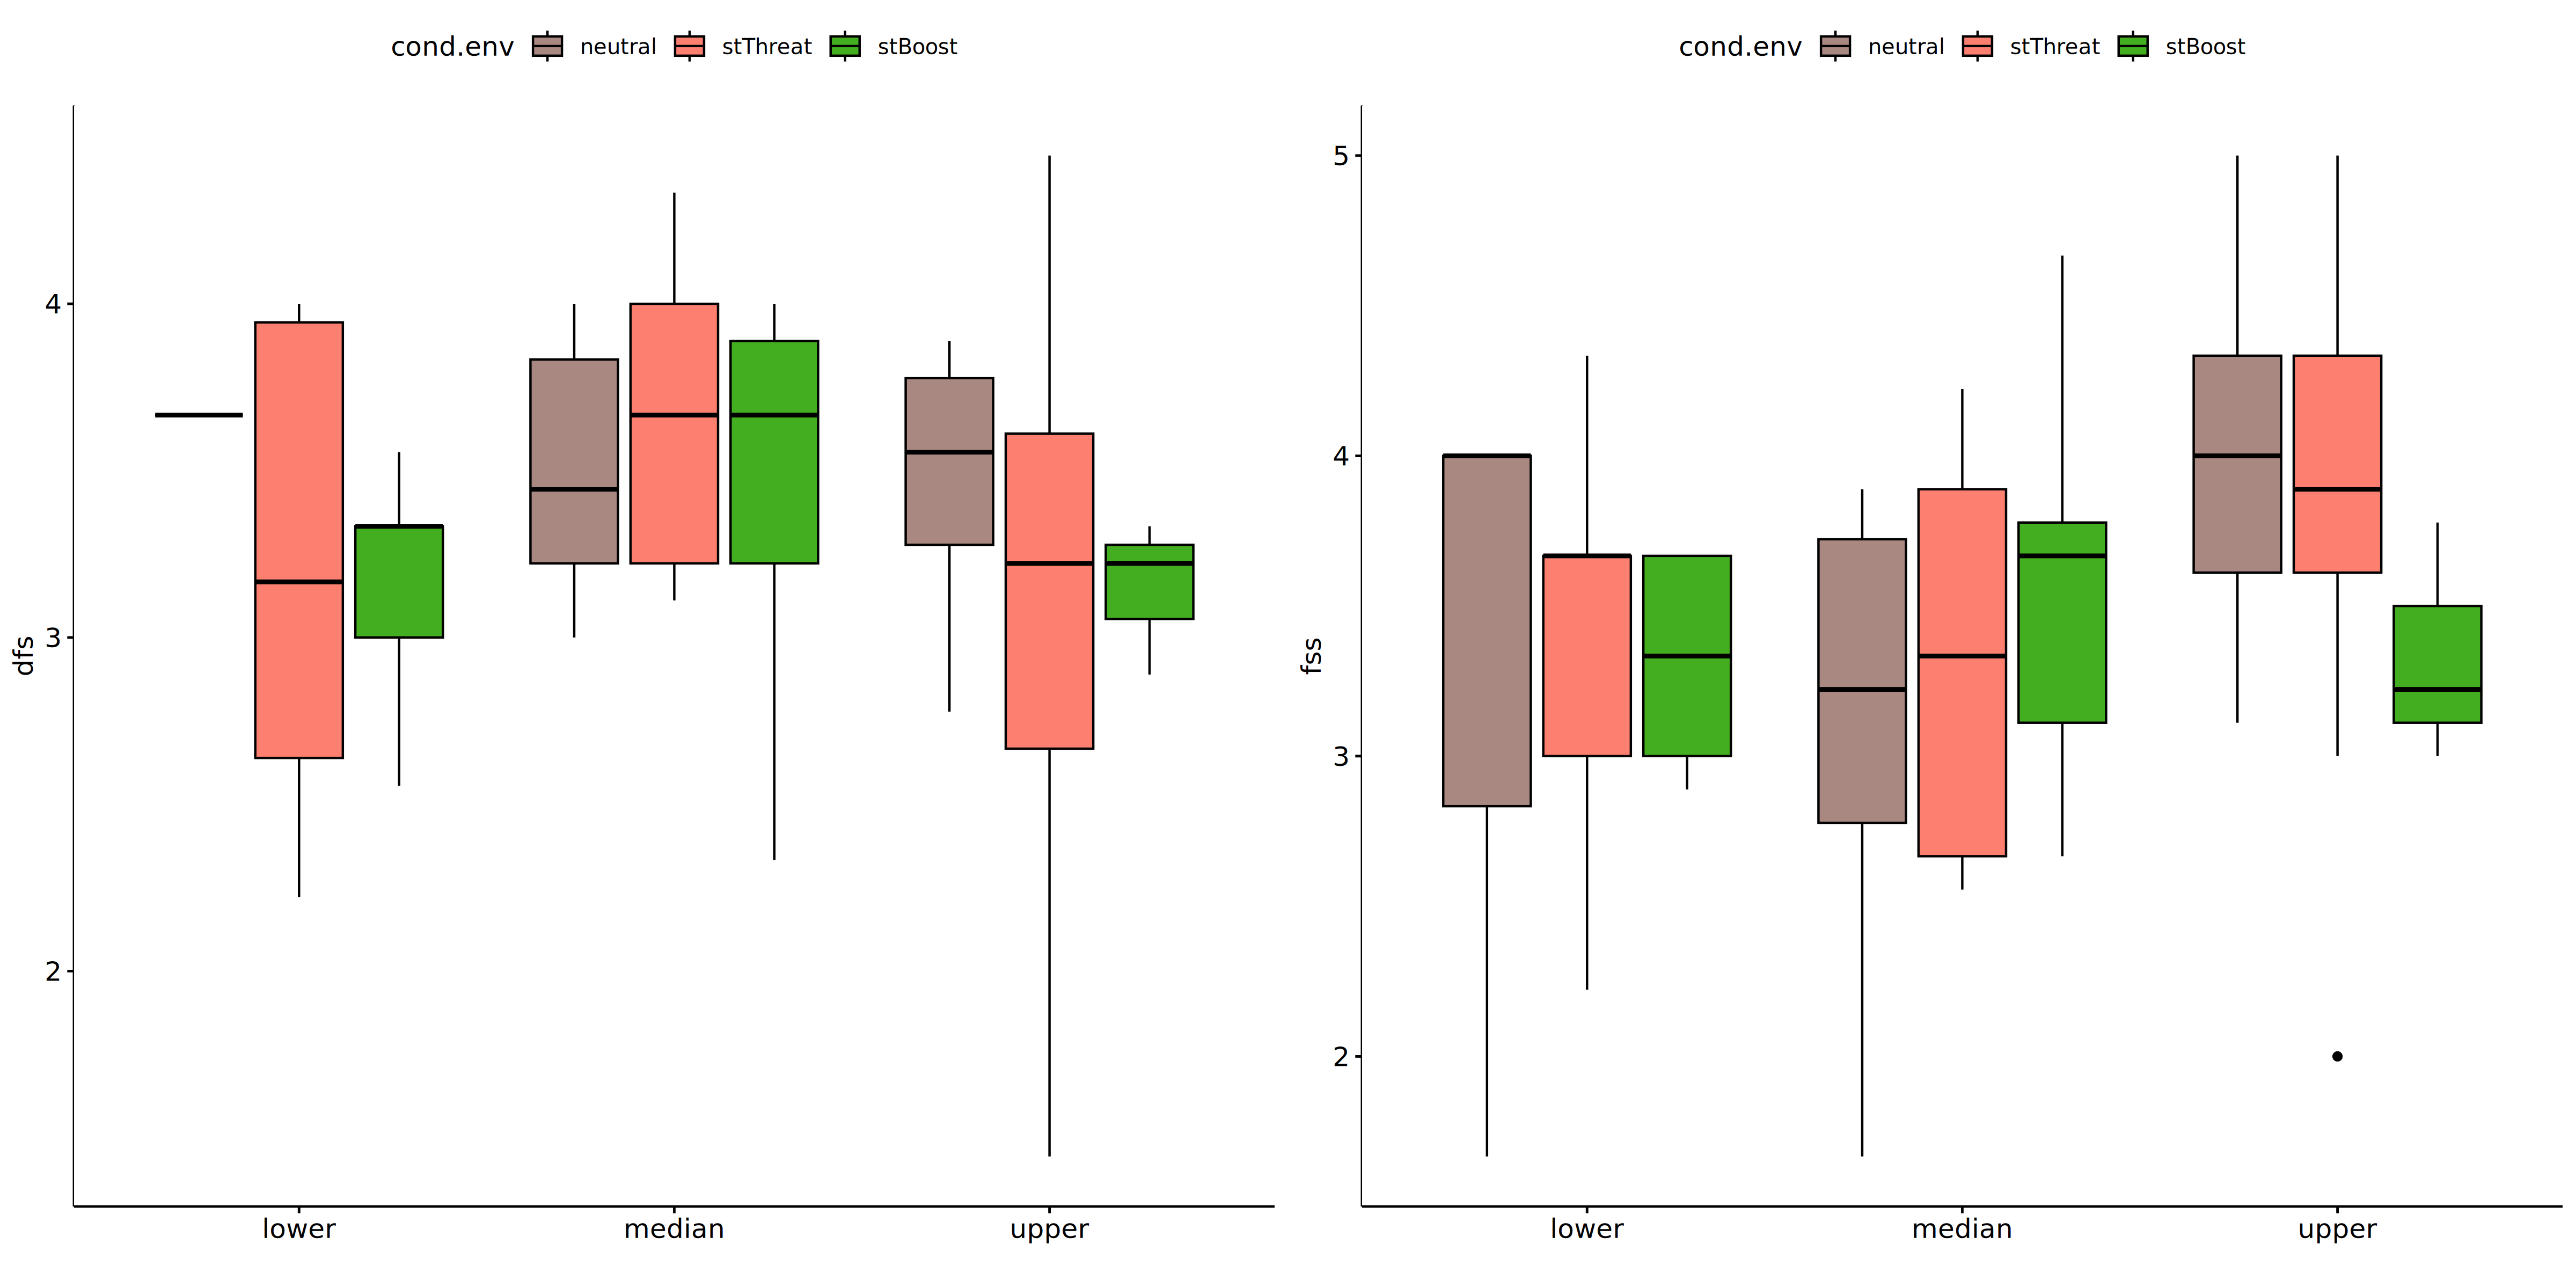 cond.env neutral stThreat stBoost
dfs
4
3
2
lower median upper
cond.env neutral stThreat stBoost
fss
5
4
3
2
lower median upper